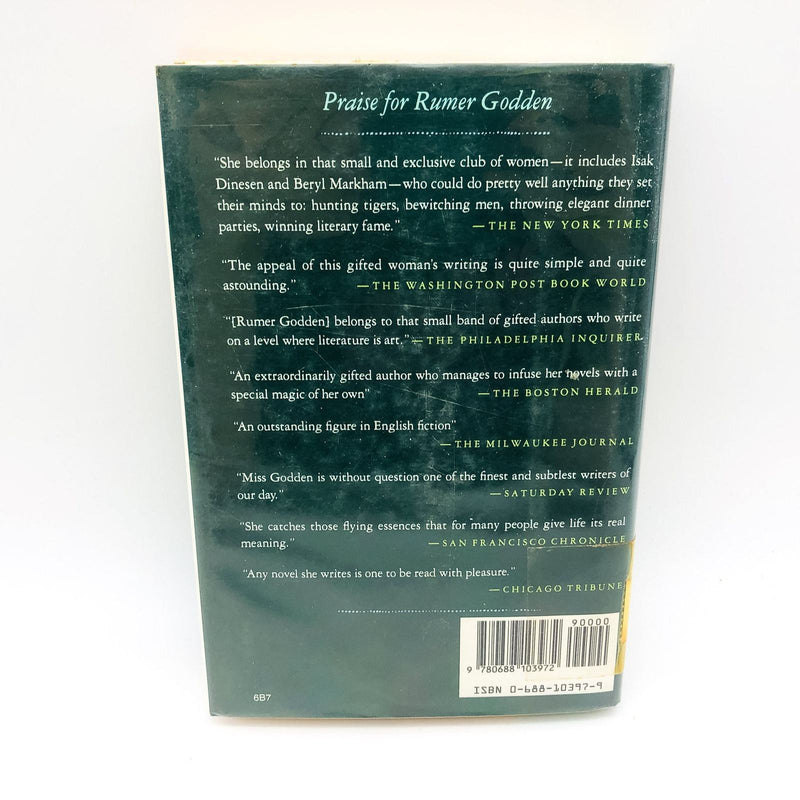 Praise for Rumer Godden
"She belongs in that small and exclusive club of women—it includes Isak
Dinesen and Beryl Markham—who could do pretty well anything they set
their minds to: hunting tigers, bewitching men, throwing elegant dinner
parties, winning literary fame." —THE NEW YORK TIMES
"The appeal of this gifted woman's writing is quite simple and quite
astounding." —THE WASHINGTON POST BOOK WORLD
"[Rumer Godden] belongs to that small band of gifted authors who write
on a level where literature is art." —THE PHILADELPHIA INQUIRER
"An extraordinarily gifted author who manages to infuse her novels with a
special magic of her own" —THE BOSTON HERALD
"An outstanding figure in English fiction"
—THE MILWAUKEE JOURNAL
"Miss Godden is without question one of the finest and subtlest writers of
our day." —SATURDAY REVIEW
"She catches those flying essences that for many people give life its real
meaning." —SAN FRANCISCO CHRONICLE
"Any novel she writes is one to be read with pleasure."
—CHICAGO TRIBUNE
90000
9 780688 103972
ISBN 0-688-10397-9
6B7